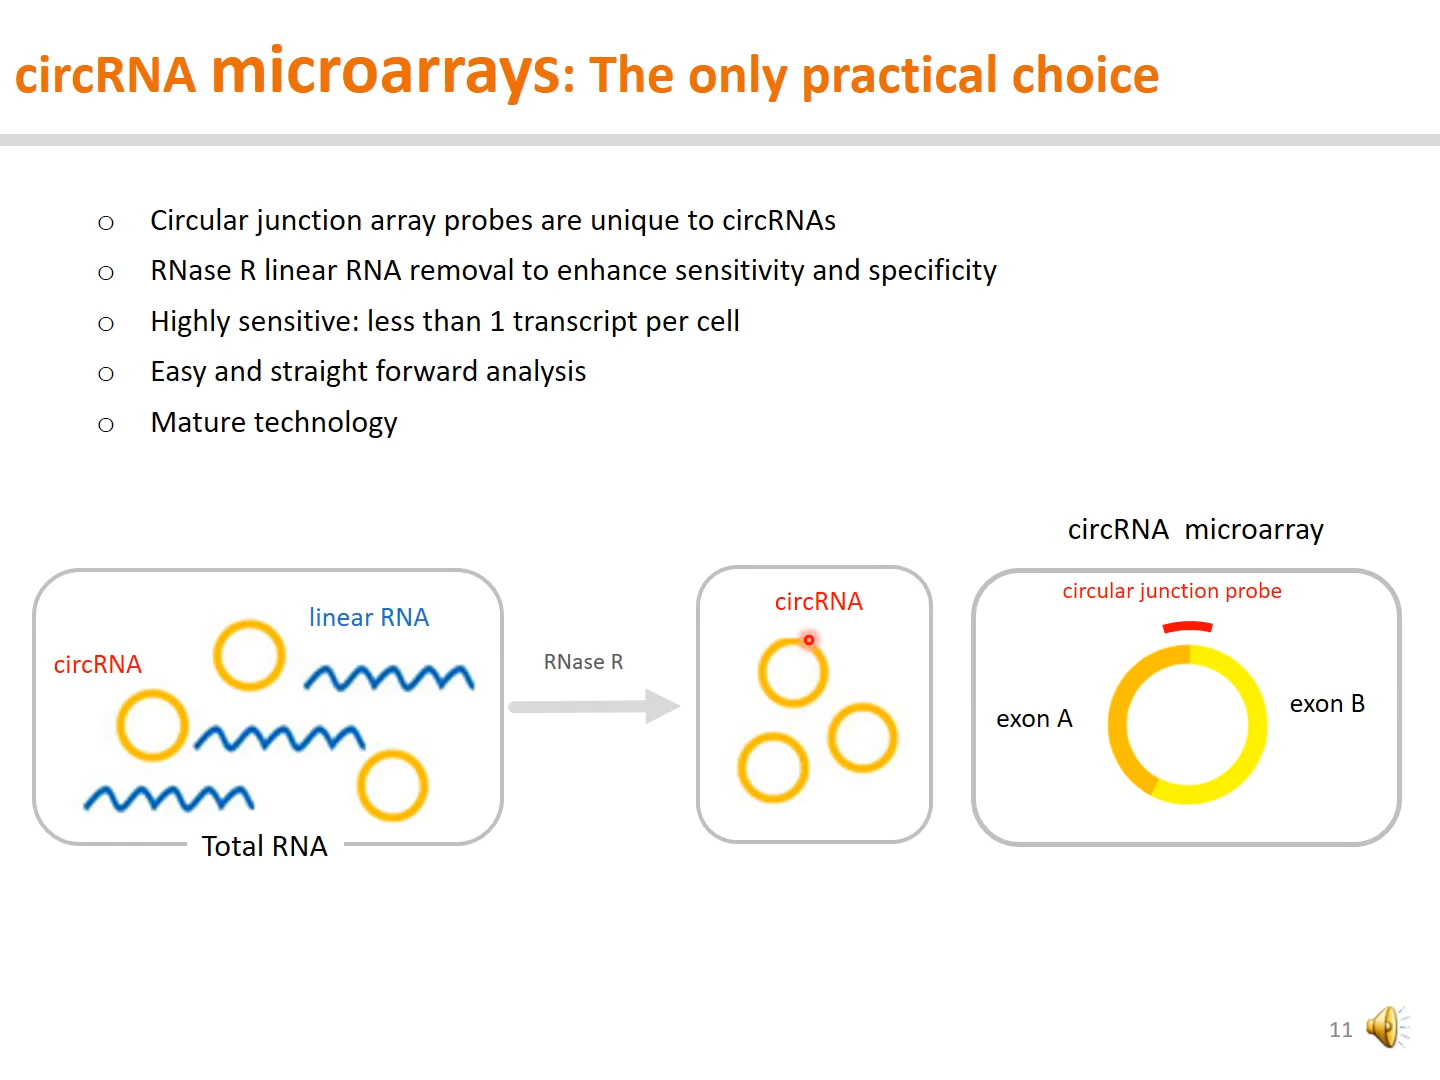 circRNA microarrays: The only practical choice
o Circular junction array probes are unique to circRNAs
o RNase R linear RNA removal to enhance sensitivity and specificity
o Highly sensitive: less than 1 transcript per cell
o Easy and straight forward analysis
o Mature technology
circRNA microarray
circRNA
linear RNA
Total RNA
RNase R
circRNA
circular junction probe
exon A
exon B
11